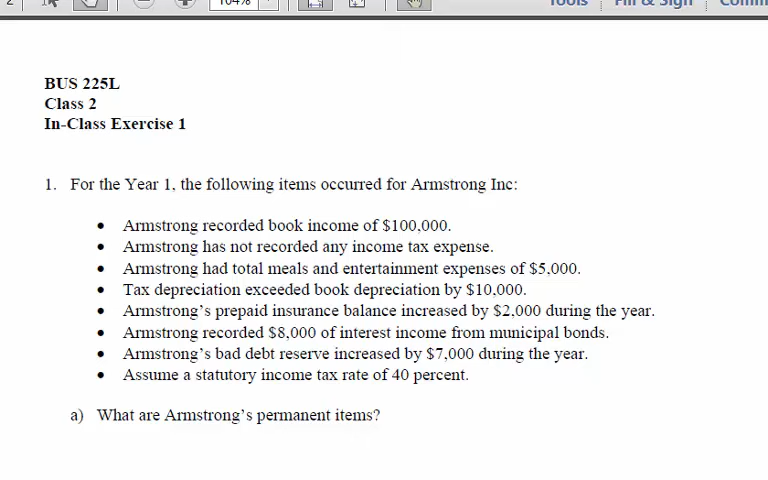 2 104% Tools Fill & Sign
BUS 225L
Class 2
In-Class Exercise 1
1. For the Year 1, the following items occurred for Armstrong Inc:
• Armstrong recorded book income of $100,000.
• Armstrong has not recorded any income tax expense.
• Armstrong had total meals and entertainment expenses of $5,000.
• Tax depreciation exceeded book depreciation by $10,000.
• Armstrong's prepaid insurance balance increased by $2,000 during the year.
• Armstrong recorded $8,000 of interest income from municipal bonds.
• Armstrong's bad debt reserve increased by $7,000 during the year.
• Assume a statutory income tax rate of 40 percent.
a) What are Armstrong's permanent items?